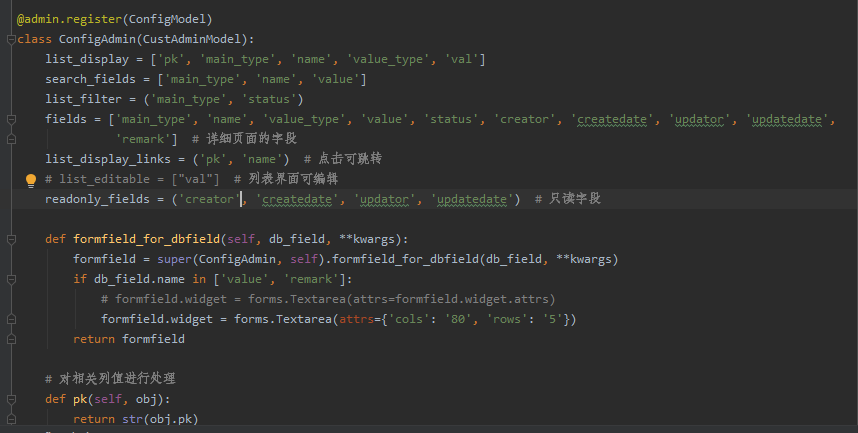 @admin.register(ConfigModel)
class ConfigAdmin(CustAdminModel):
    list_display = ['pk', 'main_type', 'name', 'value_type', 'val']
    search_fields = ['main_type', 'name', 'value']
    list_filter = ('main_type', 'status')
    fields = ['main_type', 'name', 'value_type', 'value', 'status', 'creator', 'createdate', 'updator', 'updatedate',
              'remark']  # 详细页面的字段
    list_display_links = ('pk', 'name')  # 点击可跳转
    # list_editable = ["val"]  # 列表界面可编辑
    readonly_fields = ('creator', 'createdate', 'updator', 'updatedate')  # 只读字段
    def formfield_for_dbfield(self, db_field, **kwargs):
        formfield = super(ConfigAdmin, self).formfield_for_dbfield(db_field, **kwargs)
        if db_field.name in ['value', 'remark']:
            # formfield.widget = forms.Textarea(attrs=formfield.widget.attrs)
            formfield.widget = forms.Textarea(attrs={'cols': '80', 'rows': '5'})
        return formfield
    # 对相关列值进行处理
    def pk(self, obj):
        return str(obj.pk)